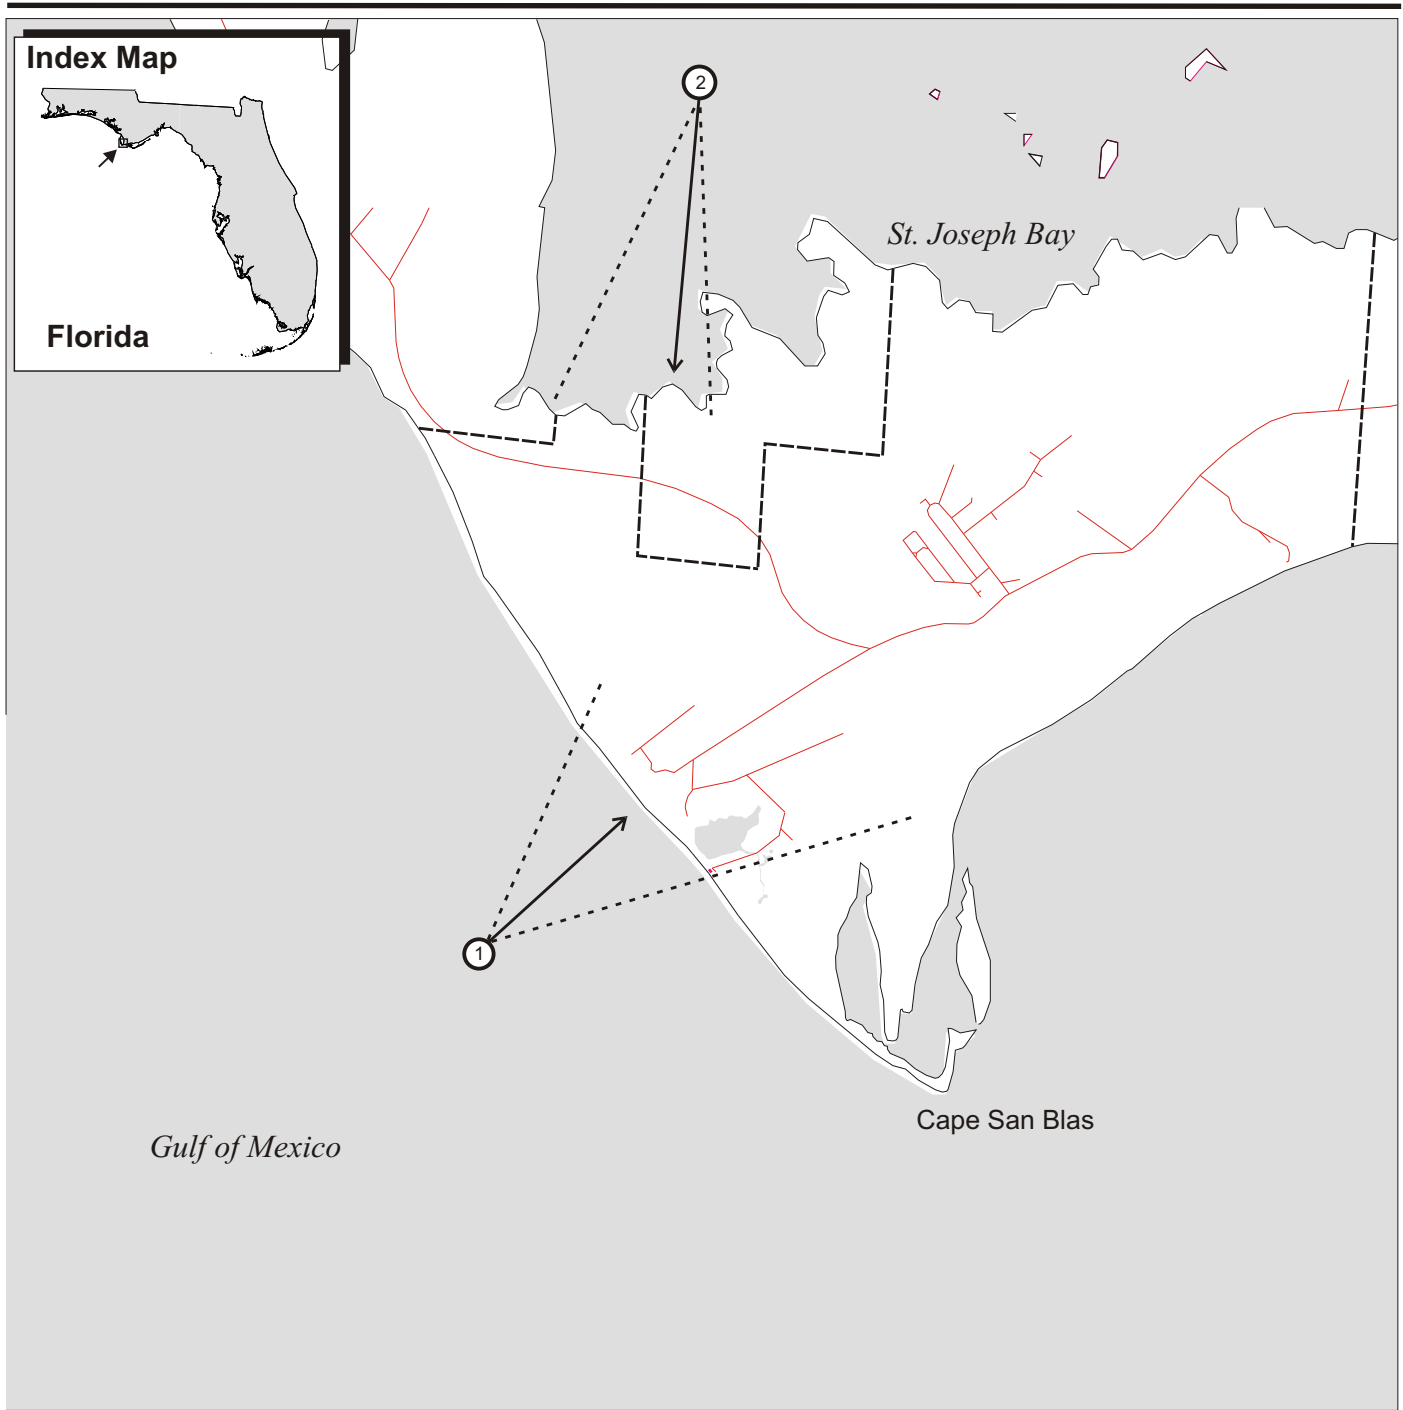 Index Map
Florida
2
St. Joseph Bay
1
Cape San Blas
Gulf of Mexico